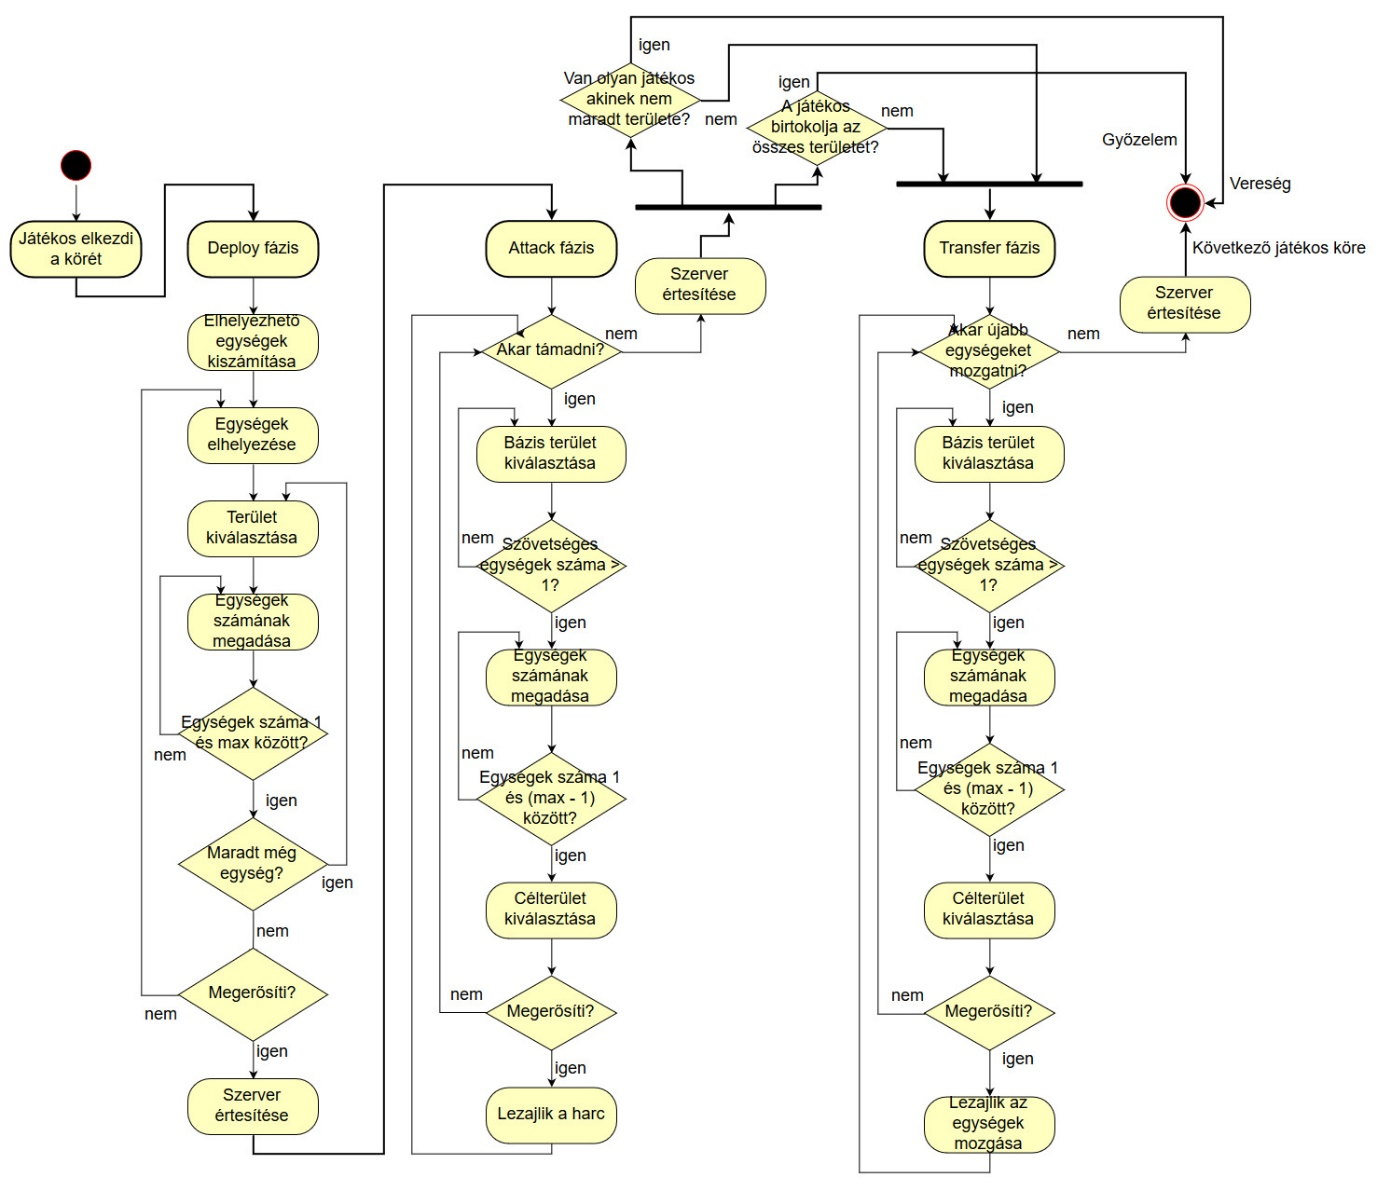 Játékos elkezdi
a körét
Deploy fázis
Elhelyezhető
egységek
kiszámítása
Egységek
elhelyezése
Terület
kiválasztása
Egységek
számának
megadása
Egységek száma 1
és max között?
nem
igen
Maradt még
egység?
igen
nem
Megerősíti?
nem
igen
Szerver
értesítése
Attack fázis
Akar támadni?
nem
igen
Bázis terület
kiválasztása
nem
Szövetséges
egységek száma >
1?
igen
Egységek
számának
megadása
nem
Egységek száma 1
és (max - 1)
között?
igen
Célterület
kiválasztása
nem
Megerősíti?
igen
Lezajlik a harc
Szerver
értesítése
igen
Van olyan játékos
akinek nem
maradt területe?
nem
igen
A játékos
birtokolja az
összes területet?
nem
Győzelem
Vereség
Transfer fázis
Akar újabb
egységeket
mozgatni?
nem
igen
Bázis terület
kiválasztása
nem
Szövetséges
egységek száma >
1?
igen
Egységek
számának
megadása
nem
Egységek száma 1
és (max - 1)
között?
igen
Célterület
kiválasztása
nem
Megerősíti?
igen
Lezajlik az
egységek
mozgása
Szerver
értesítése
Következő játékos köre